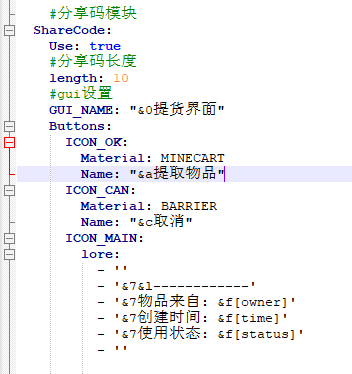 #分享码模块
ShareCode:
Use: true
#分享码长度
length: 10
#gui设置
GUI_NAME: "&0提货界面"
Buttons:
ICON_OK:
Material: MINECART
Name: "&a提取物品"
ICON_CAN:
Material: BARRIER
Name: "&c取消"
ICON_MAIN:
lore:
- ''
- '&7&l------------'
- '&7物品来自: &f[owner]'
- '&7创建时间: &f[time]'
- '&7使用状态: &f[status]'
- ''